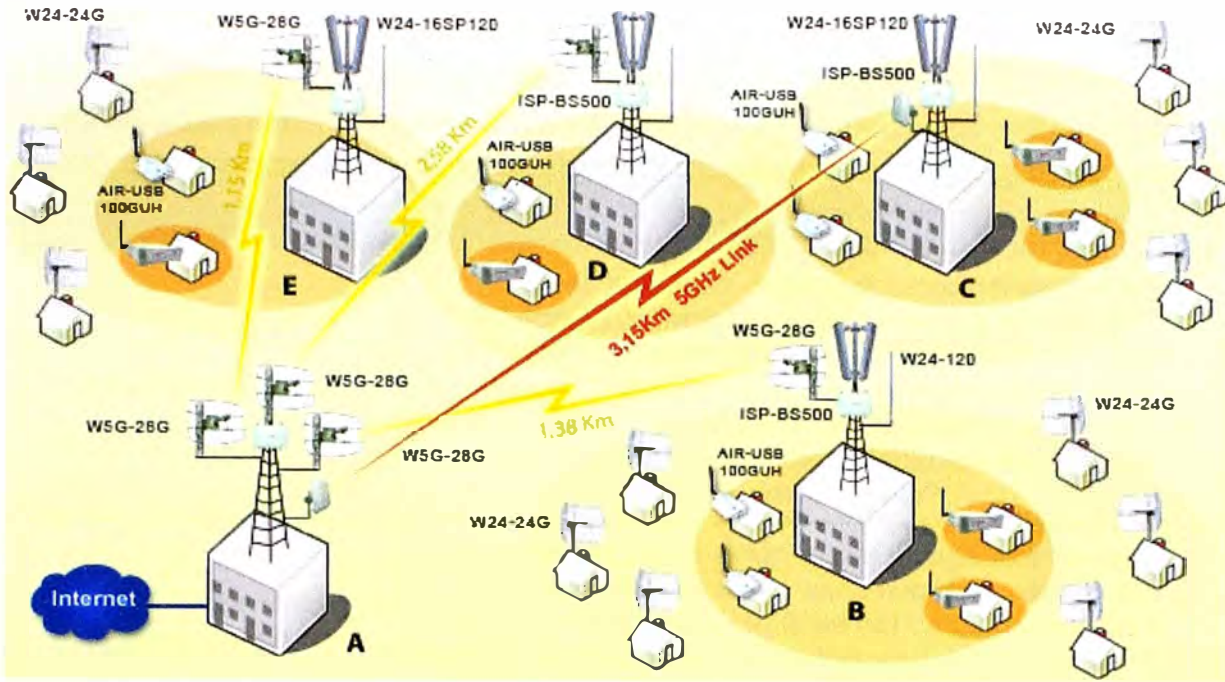 W24-24G
W5G-28G
W24-16SP120
W24-16SP120
W24-24G
ISP-BS500
ISP-BS500
AIR-USB
100GUH
AIR-USB
100GUH
AIR-USB
100GUH
1,15 Km
2,58 Km
E
D
C
3,15Km 5GHz Link
W5G-28G
W24-120
W5G-28G
W5G-28G
ISP-BS500
W24-24G
1,38 Km
W5G-28G
AIR-USB
100GUH
W24-24G
Internet
A
B